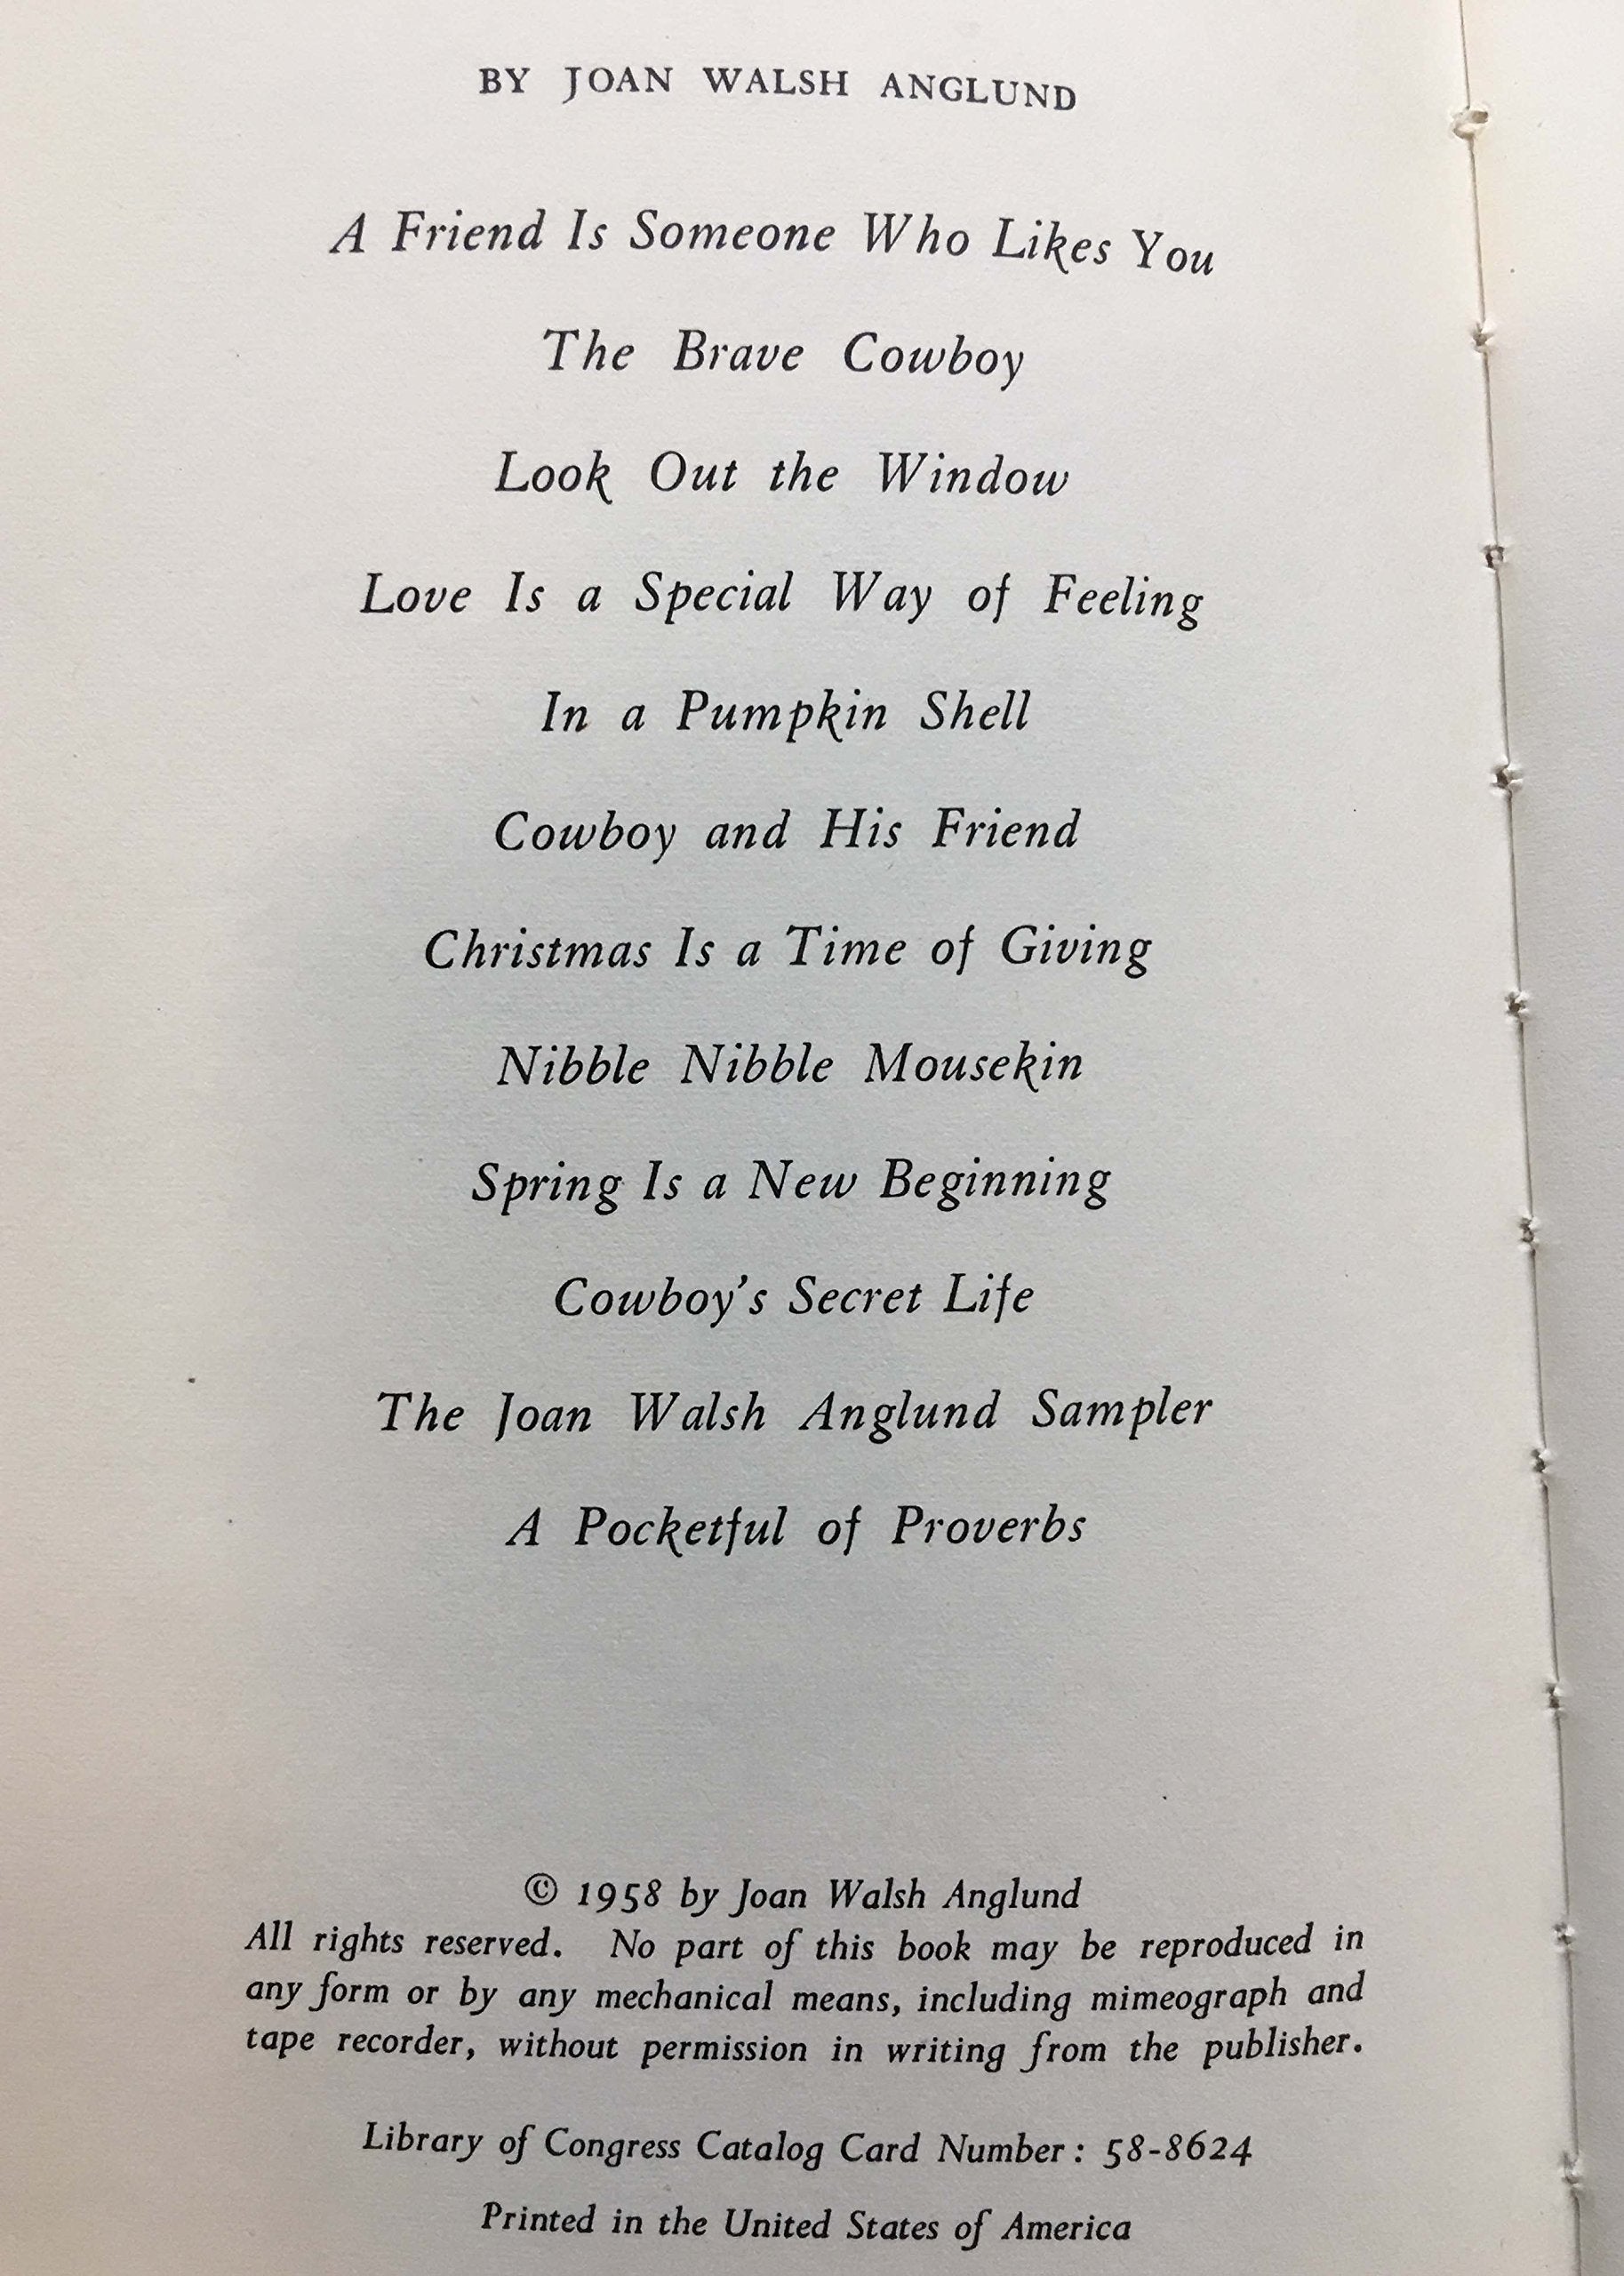 BY JOAN WALSH ANGLUND
A Friend Is Someone Who Likes You
The Brave Cowboy
Look Out the Window
Love Is a Special Way of Feeling
In a Pumpkin Shell
Cowboy and His Friend
Christmas Is a Time of Giving
Nibble Nibble Mousekin
Spring Is a New Beginning
Cowboy's Secret Life
The Joan Walsh Anglund Sampler
A Pocketful of Proverbs
© 1958 by Joan Walsh Anglund
All rights reserved. No part of this book may be reproduced in
any form or by any mechanical means, including mimeograph and
tape recorder, without permission in writing from the publisher.
Library of Congress Catalog Card Number: 58-8624
Printed in the United States of America